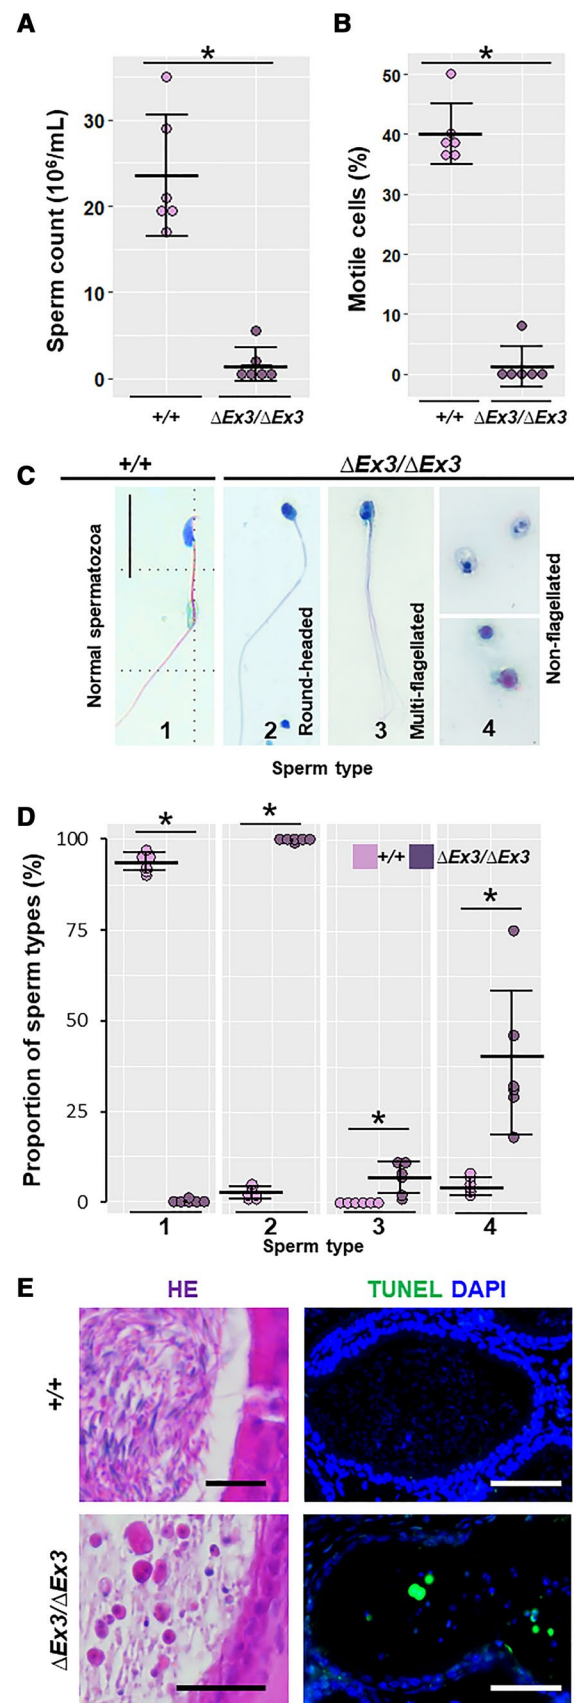 A
*
Sperm count (10⁶/mL)
30
20
10
0
+/+ ΔEx3/ΔEx3
B
*
Motile cells (%)
50
40
30
20
10
0
+/+ ΔEx3/ΔEx3
C
+/+ ΔEx3/ΔEx3
Normal spermatozoa
1
2
Round-headed
3
Multi-flagellated
4
Non-flagellated
Sperm type
D
Proportion of sperm types (%)
100
75
50
25
0
* * * *
+/+ ΔEx3/ΔEx3
1 2 3 4
Sperm type
E
HE TUNEL DAPI
+/+
ΔEx3/ΔEx3